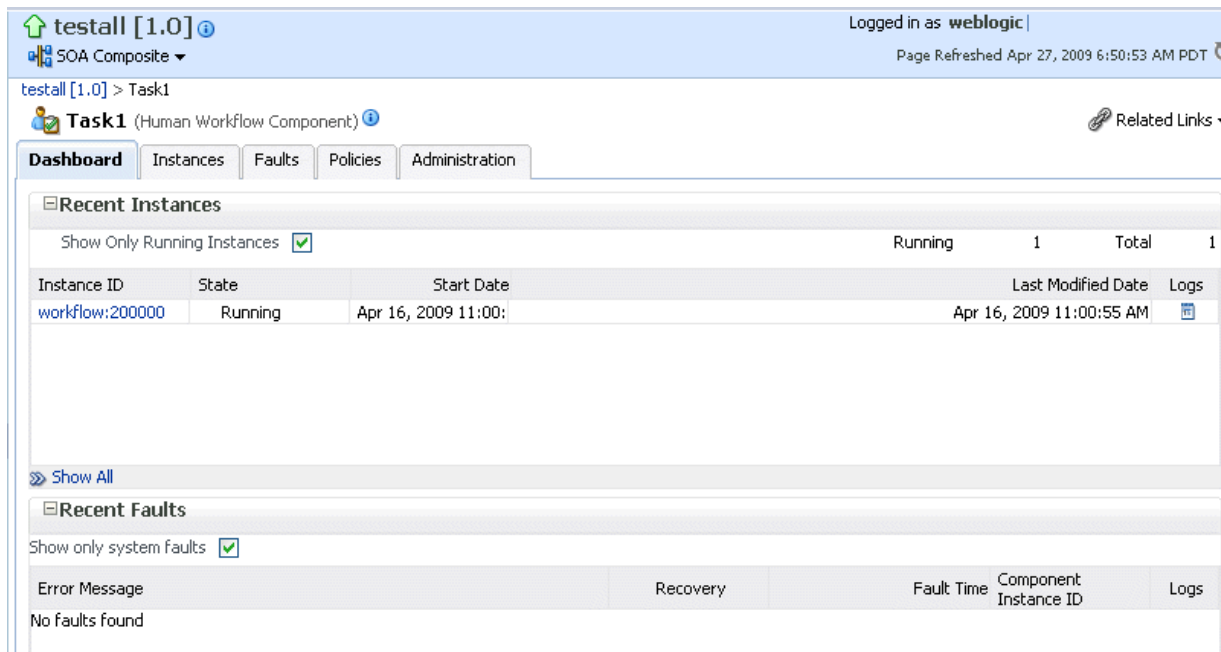 testall [1.0]
Logged in as weblogic|
SOA Composite
Page Refreshed Apr 27, 2009 6:50:53 AM PDT
testall [1.0] > Task1
Task1 (Human Workflow Component)
Related Links
Dashboard Instances Faults Policies Administration
Recent Instances
Show Only Running Instances Running 1 Total 1
Instance ID State Start Date Last Modified Date Logs
workflow:200000 Running Apr 16, 2009 11:00: Apr 16, 2009 11:00:55 AM
Show All
Recent Faults
Show only system faults
Error Message Recovery Fault Time Component Instance ID Logs
No faults found